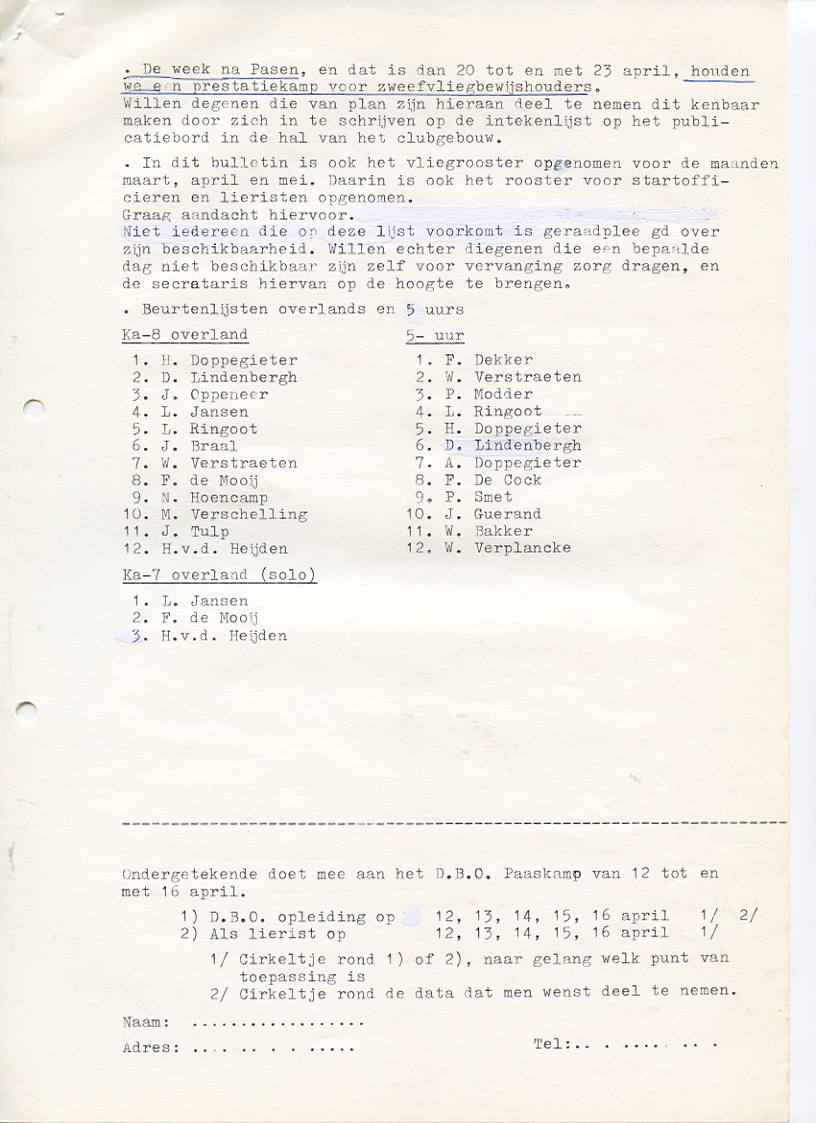 . De week na Pasen, en dat is dan 20 tot en met 23 april, houden
we een prestatiekamp voor zweefvliegbewijshouders.
Willen degenen die van plan zijn hieraan deel te nemen dit kenbaar
maken door zich in te schrijven op de intekenlijst op het publi-
catiebord in de hal van het clubgebouw.
. In dit bulletin is ook het vliegrooster opgenomen voor de maanden
maart, april en mei. Daarin is ook het rooster voor startoffi-
cieren en lieristen opgenomen.
Graag aandacht hiervoor.
Niet iedereen die op deze lijst voorkomt is geraadplee gd over
zijn beschikbaarheid. Willen echter diegenen die een bepaalde
dag niet beschikbaar zijn zelf voor vervanging zorg dragen, en
de secrataris hiervan op de hoogte te brengen.
. Beurtenlijsten overlands en 5 uurs
Ka-8 overland
1. H. Doppegieter
2. D. Lindenbergh
3. J. Oppeneer
4. L. Jansen
5. L. Ringoot
6. J. Braal
7. W. Verstraeten
8. F. de Mooij
9. N. Hoencamp
10. M. Verschelling
11. J. Tulp
12. H.v.d. Heijden
5- uur
1. F. Dekker
2. W. Verstraeten
3. P. Modder
4. L. Ringoot
5. H. Doppegieter
6. D. Lindenbergh
7. A. Doppegieter
8. F. De Cock
9. P. Smet
10. J. Guerand
11. W. Bakker
12. W. Verplancke
Ka-7 overland (solo)
1. L. Jansen
2. F. de Mooij
3. H.v.d. Heijden
Ondergetekende doet mee aan het D.B.O. Paaskamp van 12 tot en
met 16 april.
1) D.B.O. opleiding op 12, 13, 14, 15, 16 april 1/ 2/
2) Als lierist op 12, 13, 14, 15, 16 april 1/
1/ Cirkeltje rond 1) of 2), naar gelang welk punt van
toepassing is
2/ Cirkeltje rond de data dat men wenst deel te nemen.
Naam: ..................
Adres: .... .. . . ..... Tel:.. . ..... .. .